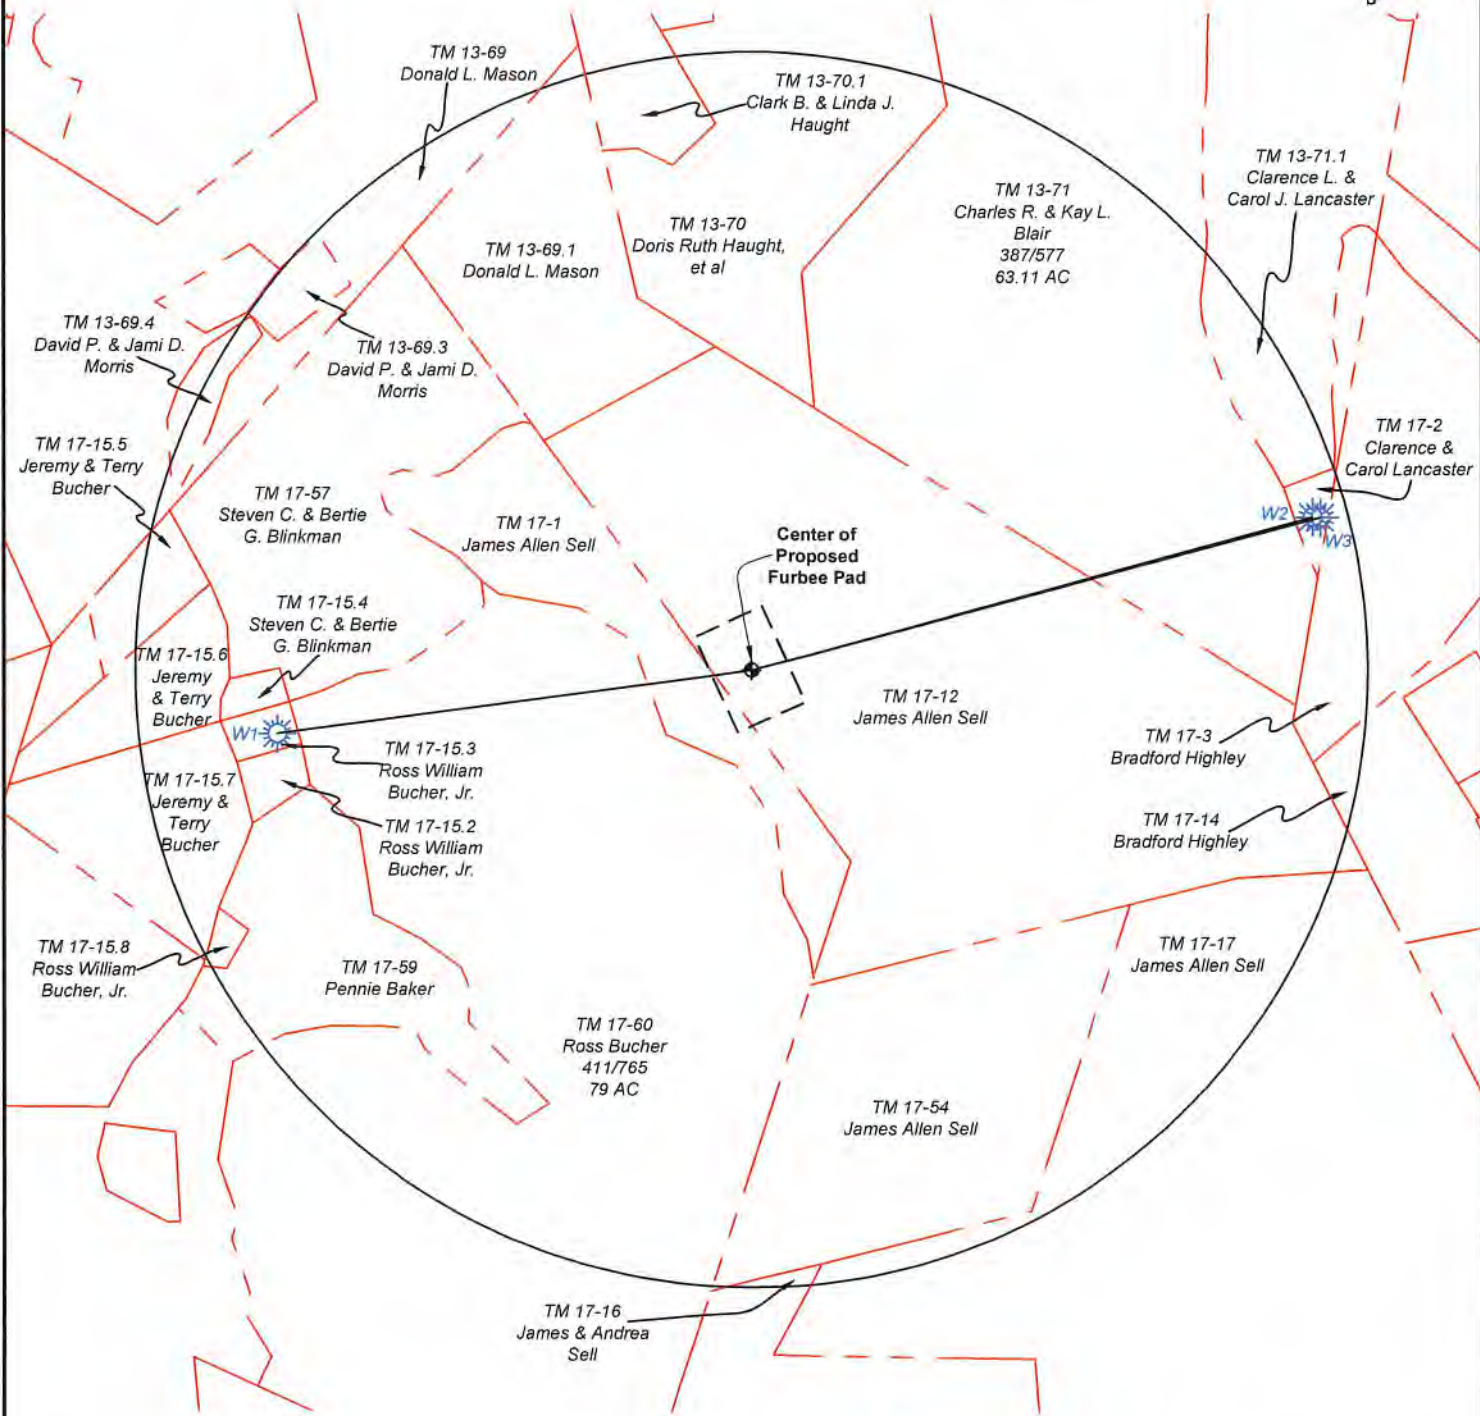 TM 13-69
Donald L. Mason
TM 13-70.1
Clark B. & Linda J.
Haught
TM 13-71.1
Clarence L. &
Carol J. Lancaster
TM 13-71
Charles R. & Kay L.
Blair
387/577
63.11 AC
TM 13-70
Doris Ruth Haught,
et al
TM 13-69.1
Donald L. Mason
TM 13-69.4
David P. & Jami D.
Morris
TM 13-69.3
David P. & Jami D.
Morris
TM 17-2
Clarence &
Carol Lancaster
TM 17-15.5
Jeremy & Terry
Bucher
TM 17-57
Steven C. & Bertie
G. Blinkman
TM 17-1
James Allen Sell
Center of
Proposed
Furbee Pad
W2
W3
TM 17-15.4
Steven C. & Bertie
G. Blinkman
TM 17-15.6
Jeremy
& Terry
Bucher
W1
TM 17-12
James Allen Sell
TM 17-3
Bradford Highley
TM 17-15.3
Ross William
Bucher, Jr.
TM 17-15.7
Jeremy &
Terry
Bucher
TM 17-15.2
Ross William
Bucher, Jr.
TM 17-14
Bradford Highley
TM 17-15.8
Ross William
Bucher, Jr.
TM 17-59
Pennie Baker
TM 17-17
James Allen Sell
TM 17-60
Ross Bucher
411/765
79 AC
TM 17-54
James Allen Sell
TM 17-16
James & Andrea
Sell